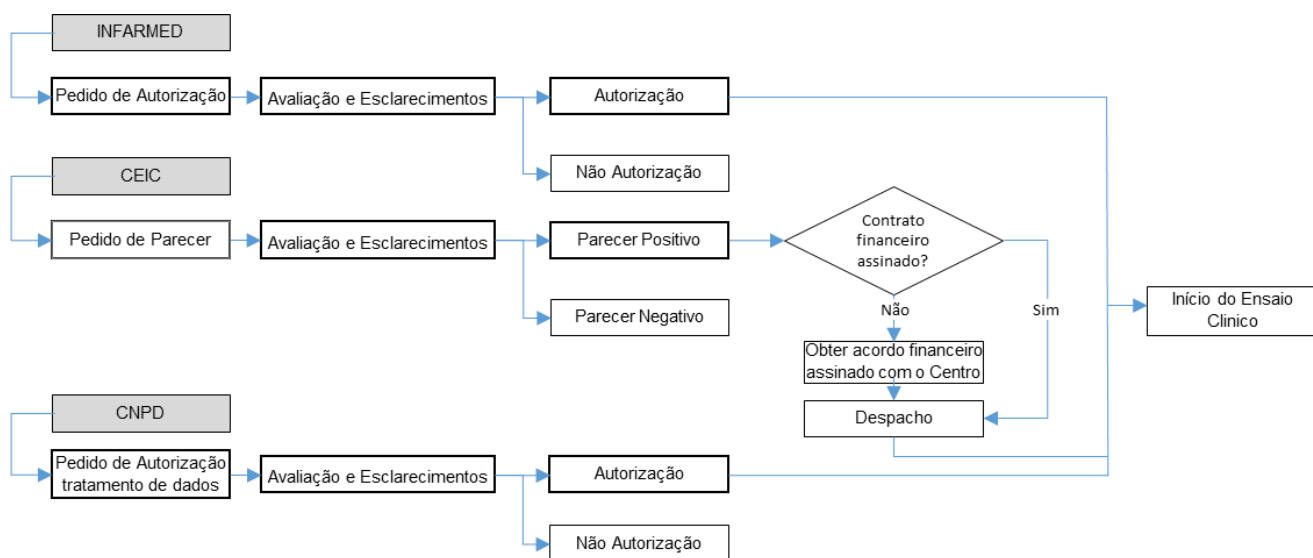 INFARMED
Pedido de Autorização
Avaliação e Esclarecimentos
Autorização
Não Autorização
CEIC
Pedido de Parecer
Avaliação e Esclarecimentos
Parecer Positivo
Parecer Negativo
Contrato
financeiro
assinado?
Não
Sim
Obter acordo financeiro
assinado com o Centro
Despacho
Início do Ensaio
Clinico
CNPD
Pedido de Autorização
tratamento de dados
Avaliação e Esclarecimentos
Autorização
Não Autorização